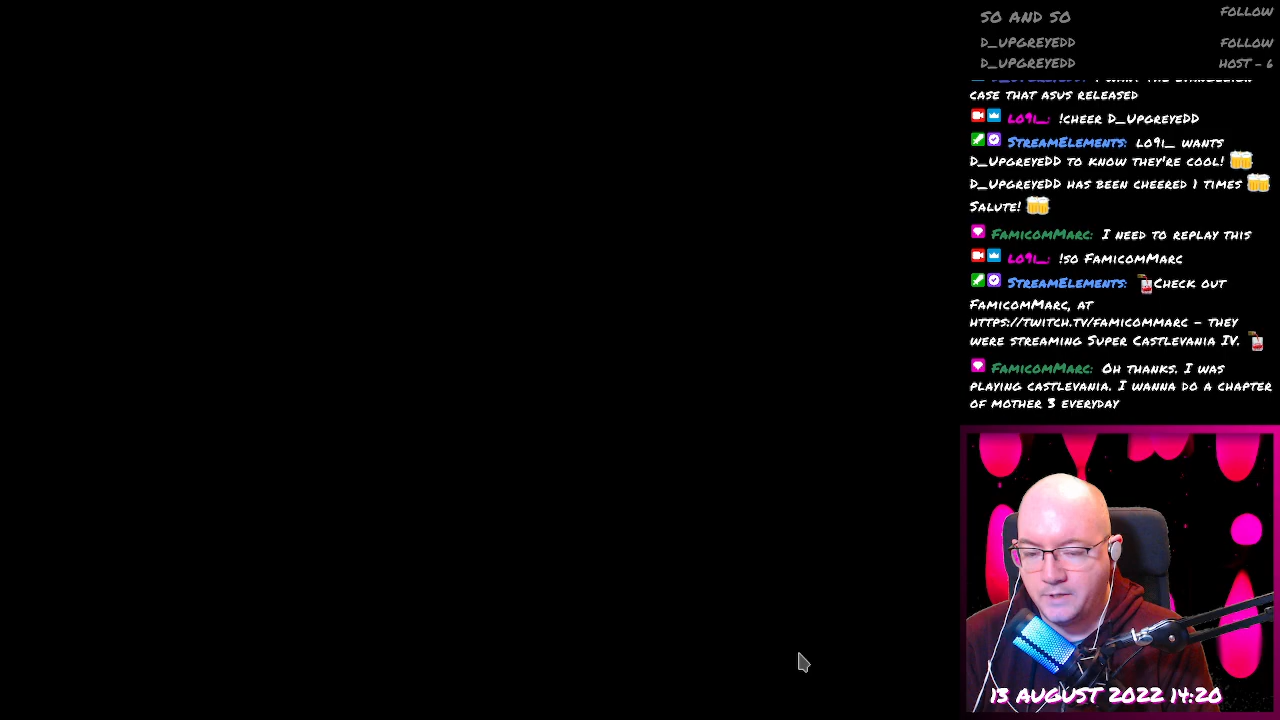 SO AND SO FOLLOW
D_UPGREYEDD FOLLOW
D_UPGREYEDD HOST - 6
CASE THAT ASUS RELEASED
LO9I_: !CHEER D_UPGREYEDD
STREAMELEMENTS: LO9I_ WANTS
D_UPGREYEDD TO KNOW THEY'RE COOL!
D_UPGREYEDD HAS BEEN CHEERED 1 TIMES
SALUTE!
FAMICOMMARC: I NEED TO REPLAY THIS
LO9I_: !SO FAMICOMMARC
STREAMELEMENTS: CHECK OUT
FAMICOMMARC, AT
HTTPS://TWITCH.TV/FAMICOMMARC - THEY
WERE STREAMING SUPER CASTLEVANIA IV.
FAMICOMMARC: OH THANKS. I WAS
PLAYING CASTLEVANIA. I WANNA DO A CHAPTER
OF MOTHER 3 EVERYDAY
13 AUGUST 2022 14:20